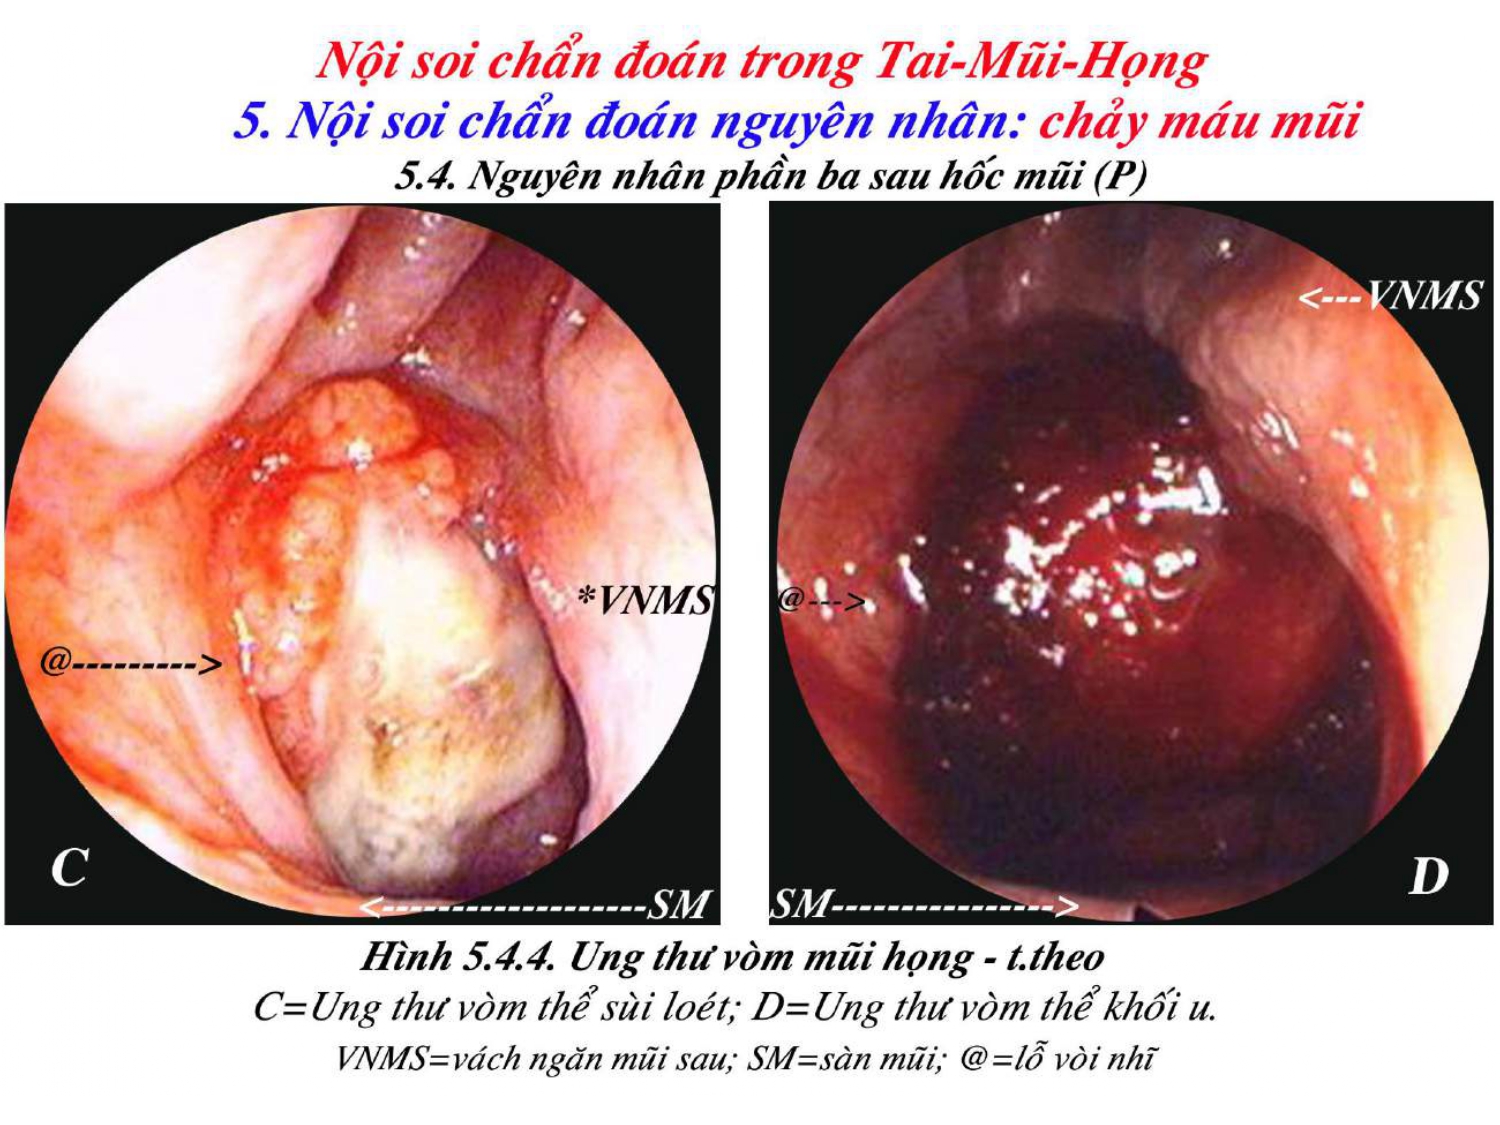 Nội soi chẩn đoán trong Tai-Mũi-Họng
5. Nội soi chẩn đoán nguyên nhân: chảy máu mũi
5.4. Nguyên nhân phần ba sau hốc mũi (P)
<---VNMS
*VNMS
@--->
@--------->
C
D
<-------------------SM
SM---------------->
Hình 5.4.4. Ung thư vòm mũi họng - t.theo
C=Ung thư vòm thể sùi loét; D=Ung thư vòm thể khối u.
VNMS=vách ngăn mũi sau; SM=sàn mũi; @=lỗ vòi nhĩ